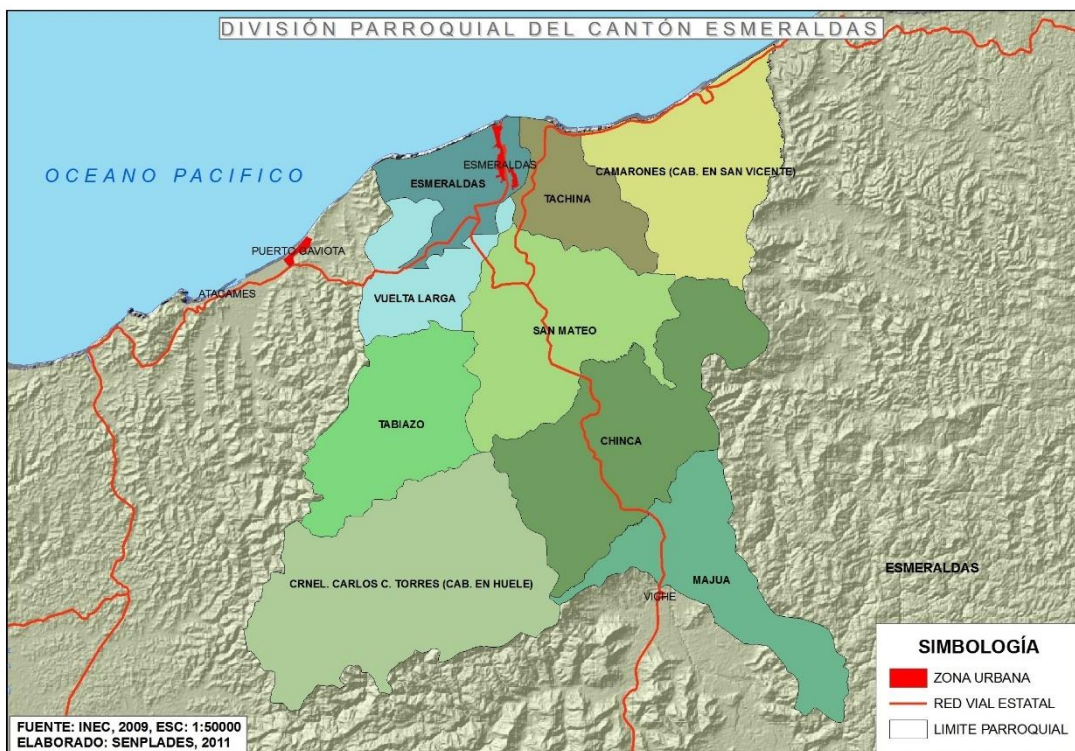 DIVISIÓN PARROQUIAL DEL CANTÓN ESMERALDAS
OCEANO PACIFICO
ESMERALDAS
ESMERALDAS
CAMARONES (CAB. EN SAN VICENTE)
TACHINA
PUERTO GAVIOTA
ATACAMES
VUELTA LARGA
SAN MATEO
TABIAZO
CHINCA
CRNEL. CARLOS C. TORRES (CAB. EN HUELE)
MAJUA
VICHE
ESMERALDAS
SIMBOLOGÍA
ZONA URBANA
RED VIAL ESTATAL
LIMITE PARROQUIAL
FUENTE: INEC, 2009, ESC: 1:50000
ELABORADO: SENPLADES, 2011